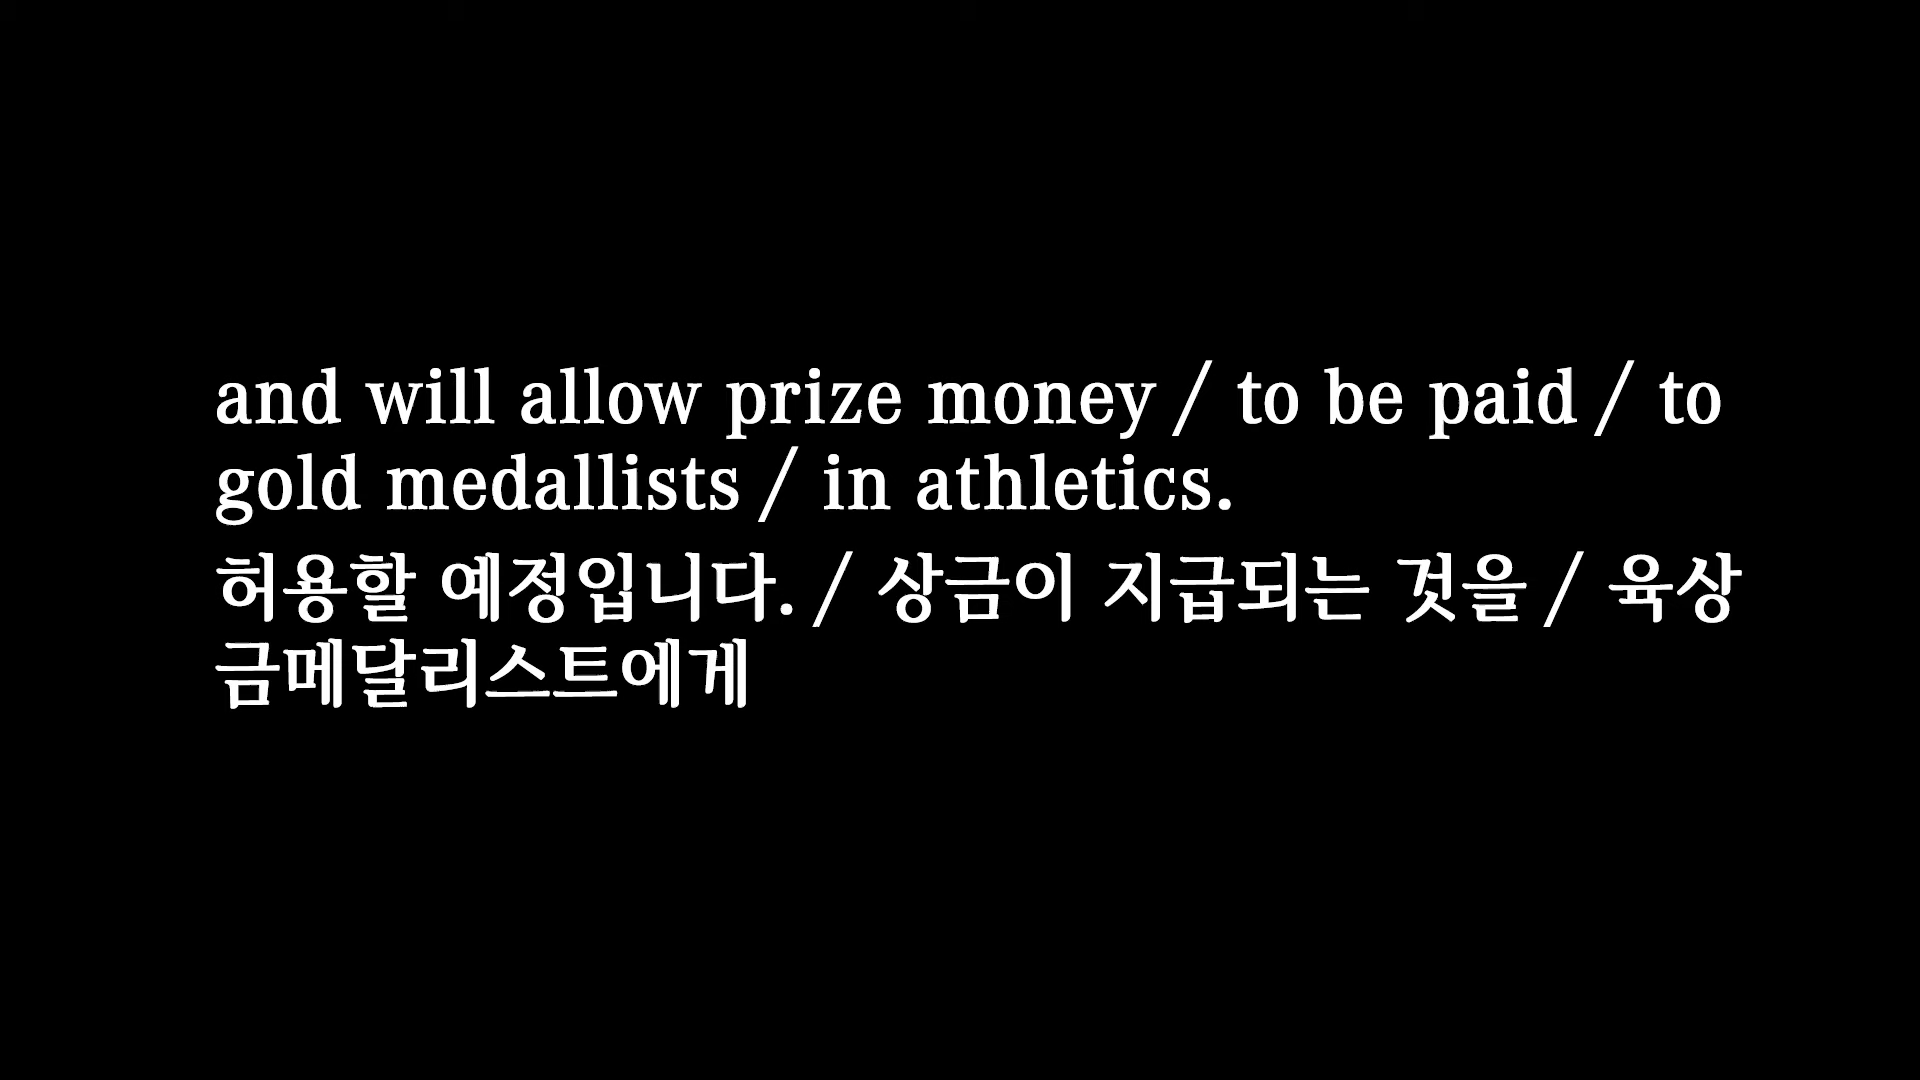 and will allow prize money / to be paid / to
gold medallists / in athletics.
허용할 예정입니다. / 상금이 지급되는 것을 / 육상
금메달리스트에게